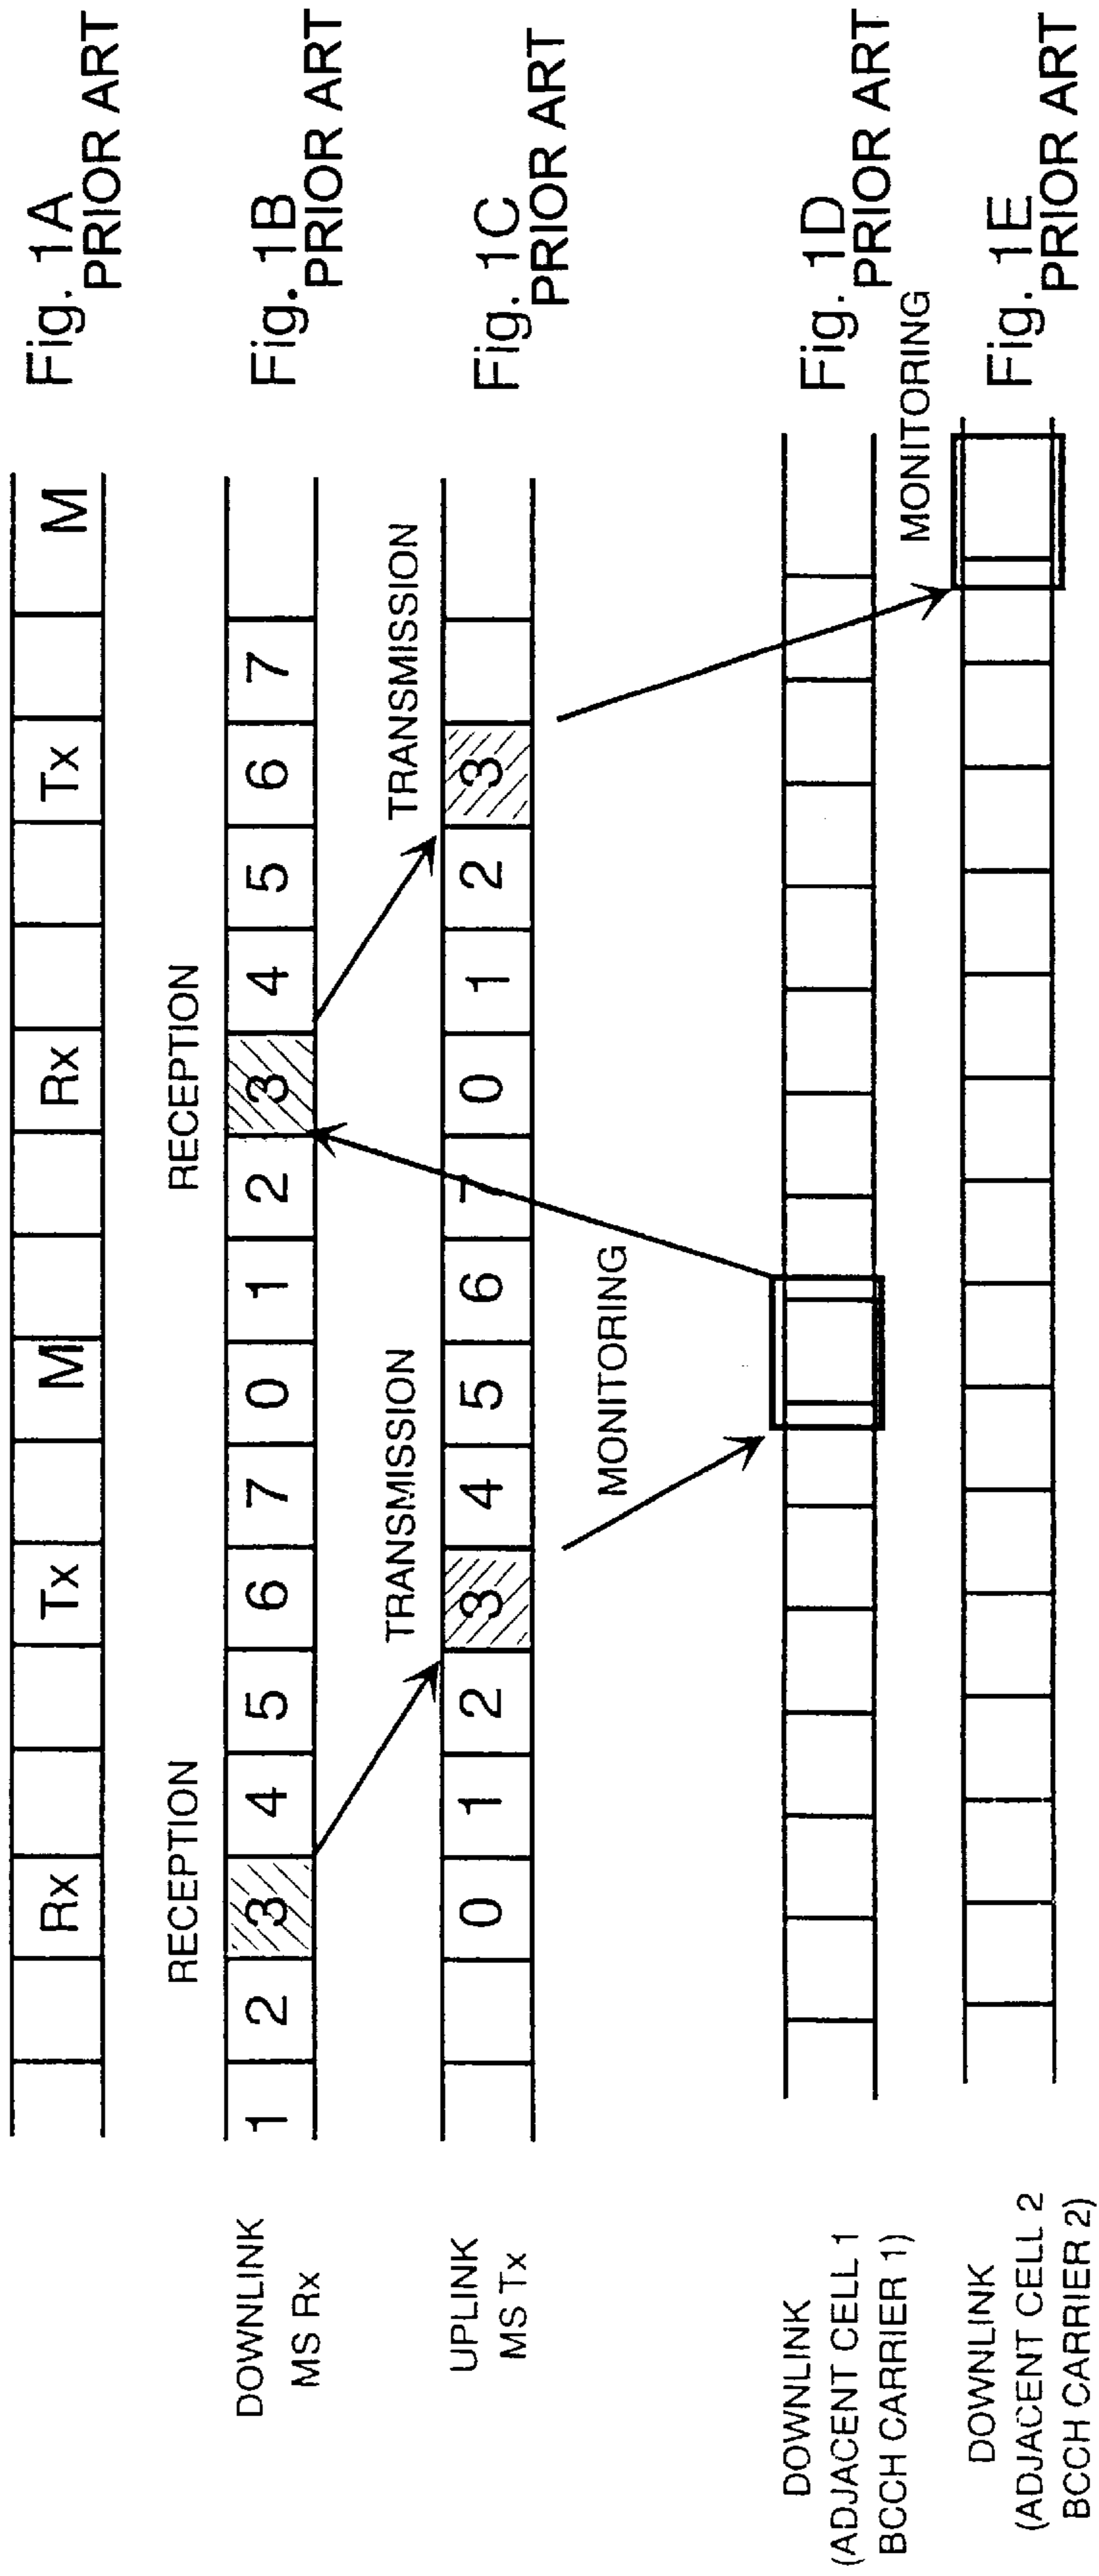 Rx Tx M Rx Tx M
Fig. 1A
PRIOR ART
RECEPTION RECEPTION
DOWNLINK
MS Rx
1 2 3 4 5 6 7 0 1 2 3 4 5 6 7
Fig. 1B
PRIOR ART
TRANSMISSION TRANSMISSION
UPLINK
MS Tx
0 1 2 3 4 5 6 7 0 1 2 3
Fig. 1C
PRIOR ART
MONITORING
DOWNLINK
(ADJACENT CELL 1
BCCH CARRIER 1)
Fig. 1D
PRIOR ART
MONITORING
DOWNLINK
(ADJACENT CELL 2
BCCH CARRIER 2)
Fig. 1E
PRIOR ART